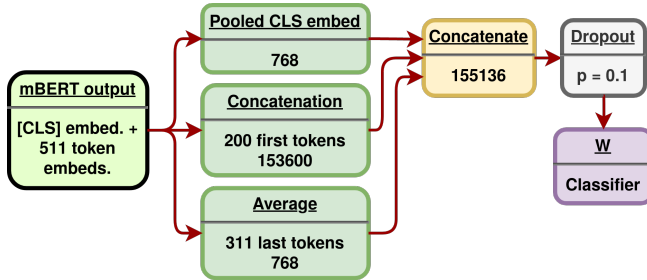 mBERT output
[CLS] embed. +
511 token
embeds.
Pooled CLS embed
768
Concatenation
200 first tokens
153600
Average
311 last tokens
768
Concatenate
155136
Dropout
p = 0.1
W
Classifier